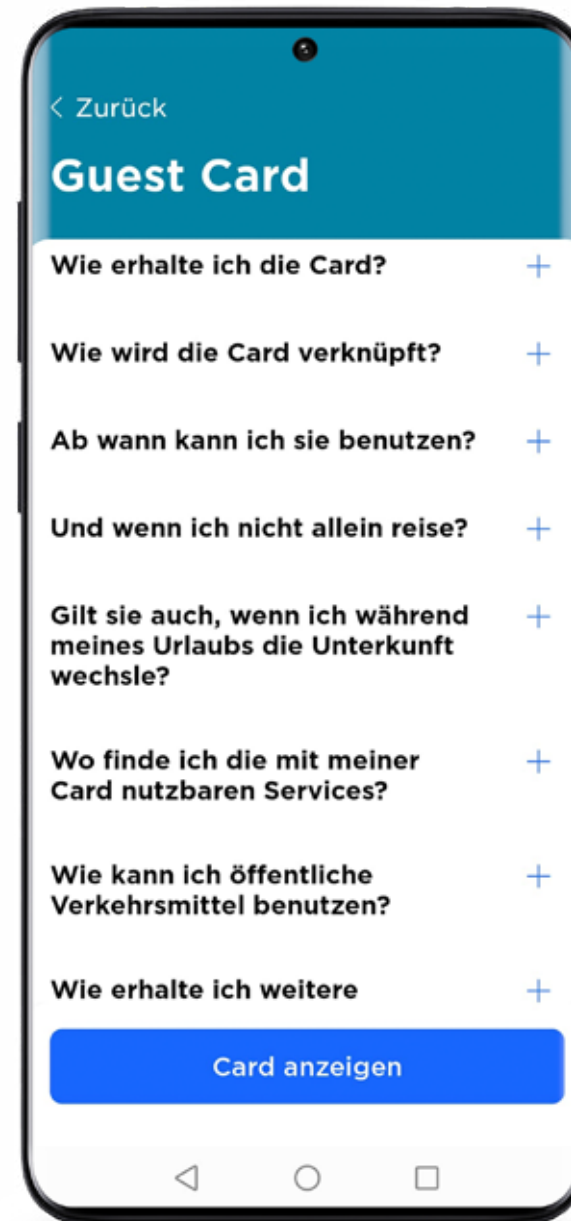 Zurück
Guest Card
Wie erhalte ich die Card?
Wie wird die Card verknüpft?
Ab wann kann ich sie benutzen?
Und wenn ich nicht allein reise?
Gilt sie auch, wenn ich während
meines Urlaubs die Unterkunft
wechsle?
Wo finde ich die mit meiner
Card nutzbaren Services?
Wie kann ich öffentliche
Verkehrsmittel benutzen?
Wie erhalte ich weitere
Card anzeigen